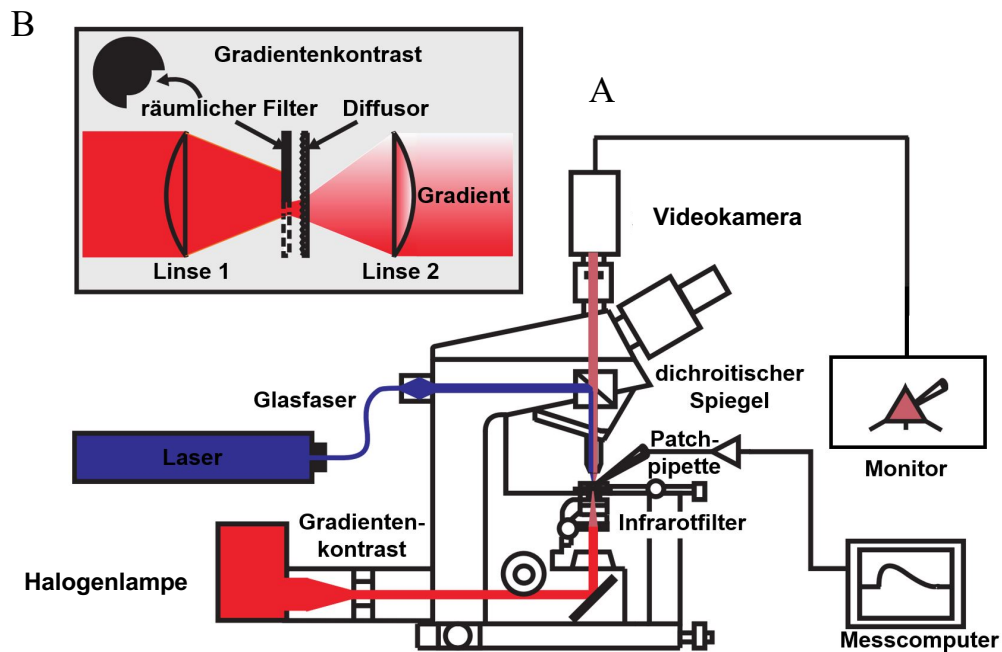 B
Gradientenkontrast
räumlicher Filter
Diffusor
Gradient
Linse 1
Linse 2
A
Videokamera
dichroitischer
Spiegel
Glasfaser
Laser
Patch-
pipette
Monitor
Gradienten-
kontrast
Infrarotfilter
Halogenlampe
Messcomputer